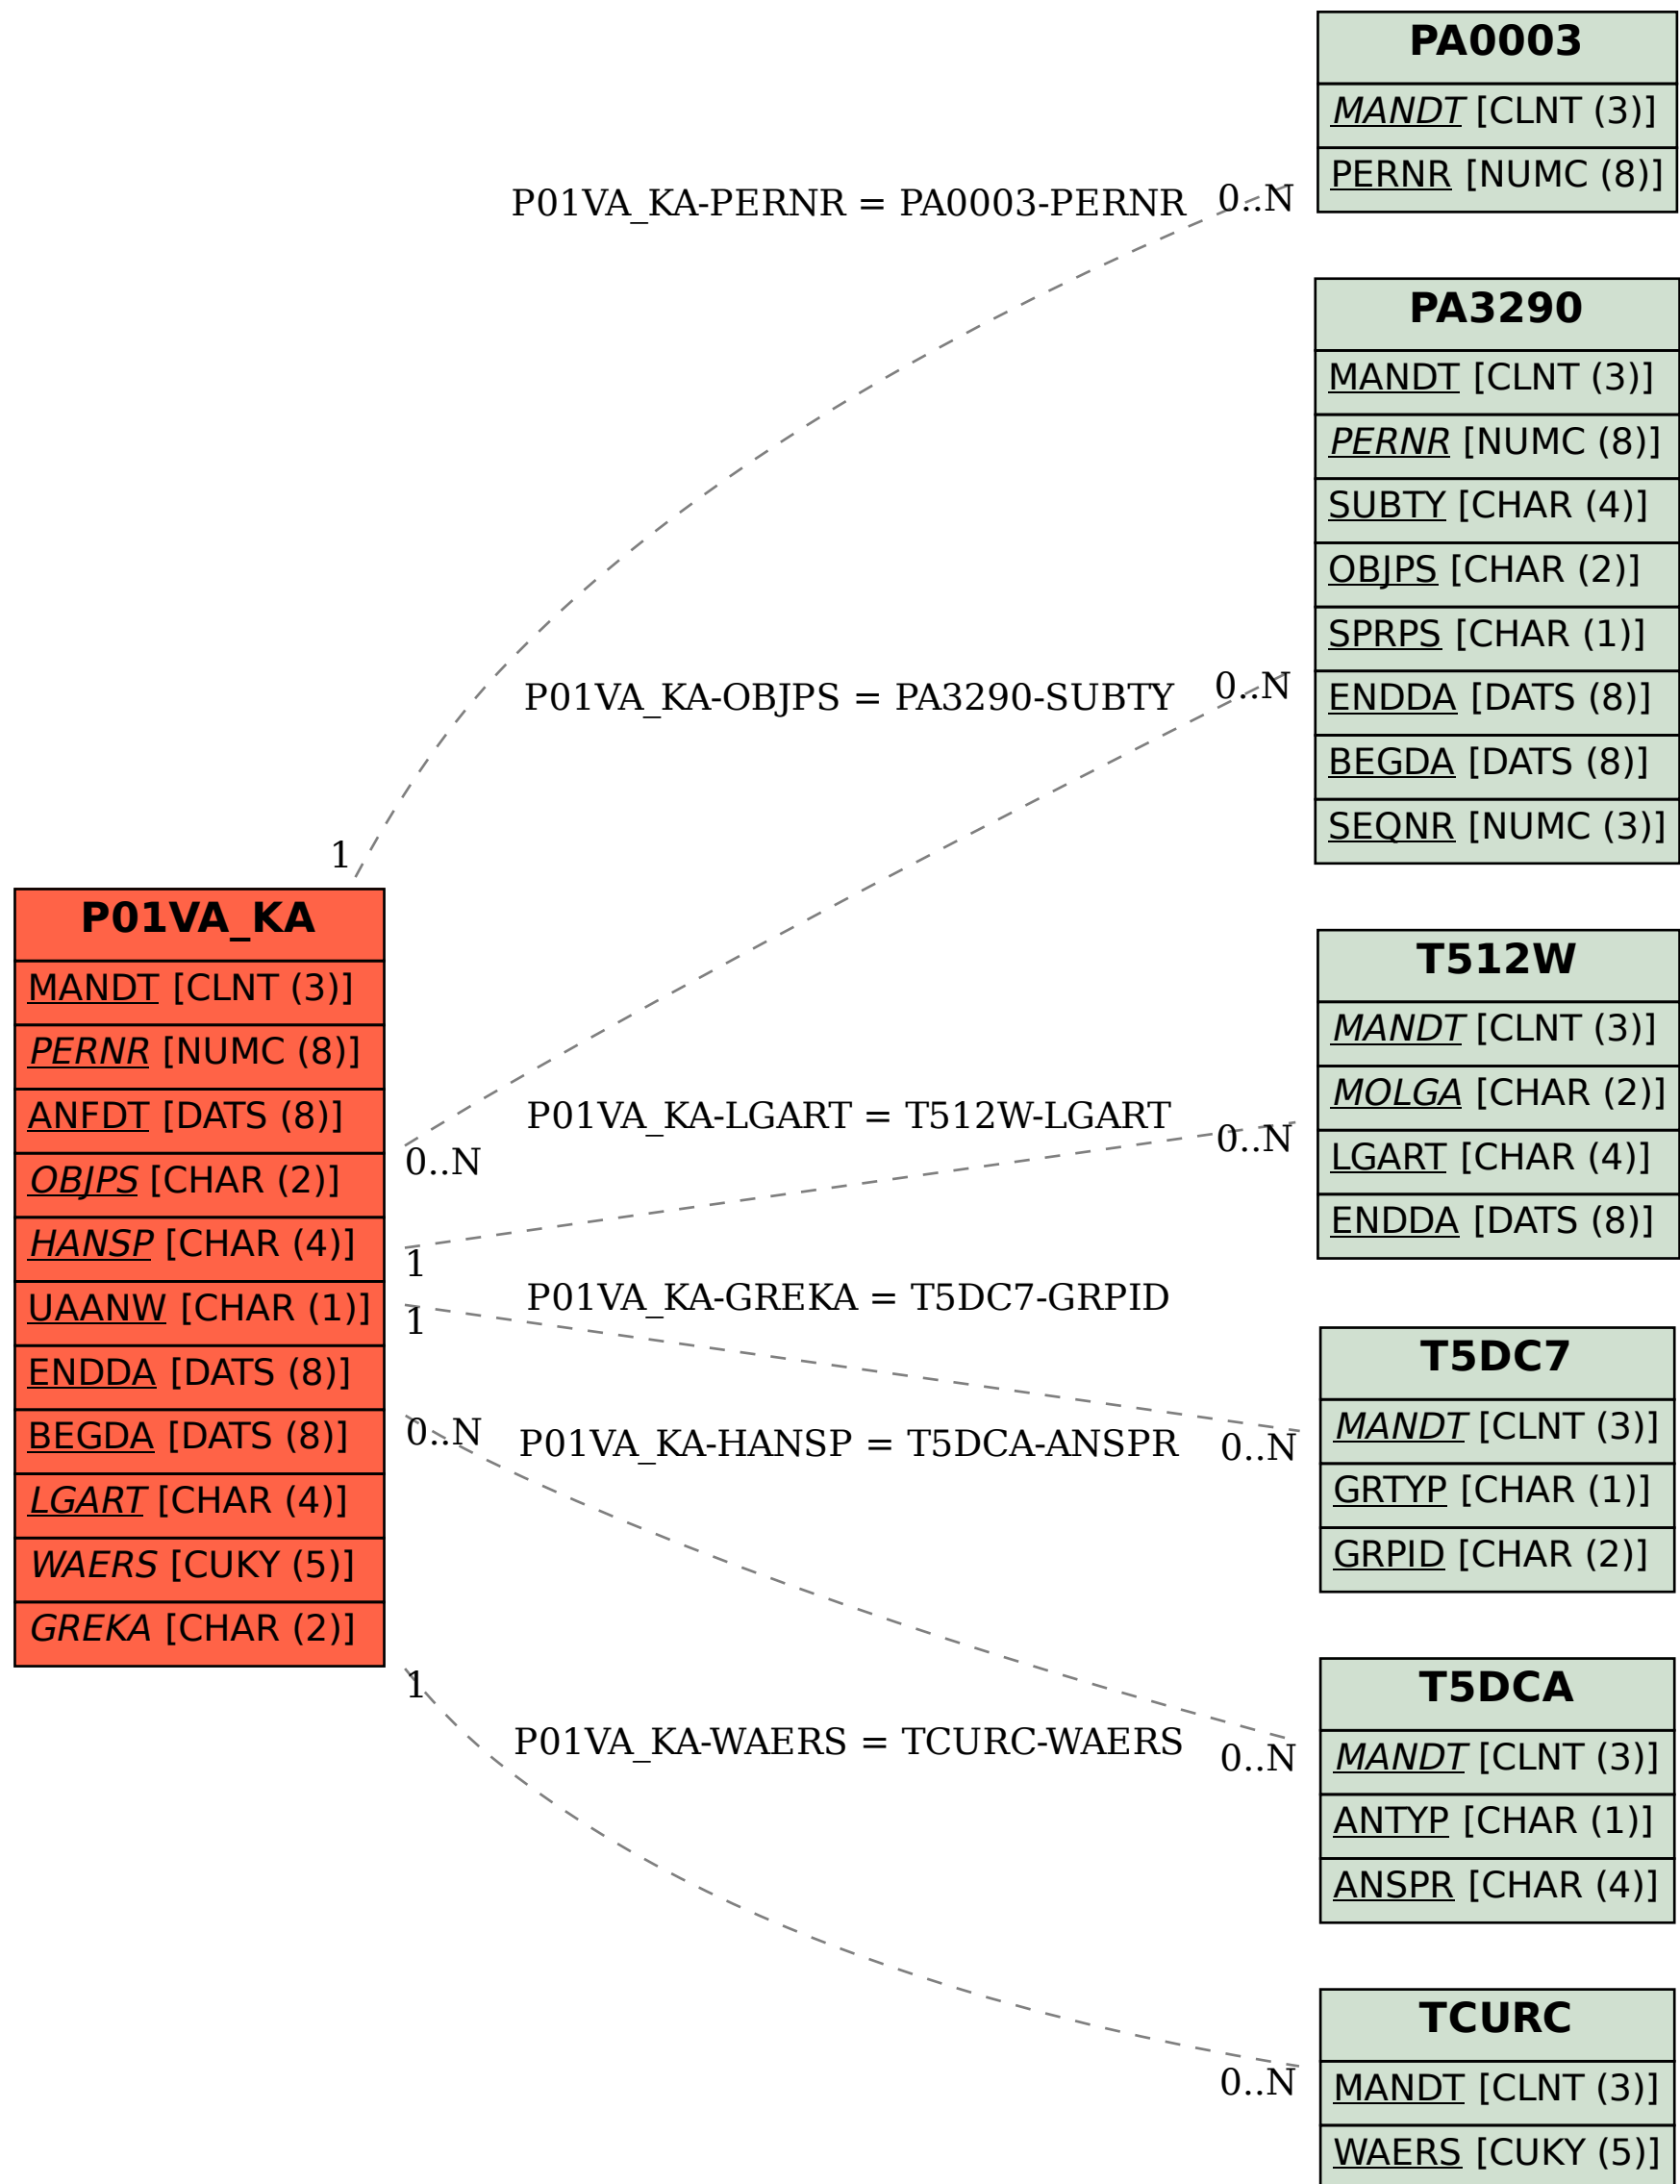 P01VA_KA
MANDT [CLNT (3)]
PERNR [NUMC (8)]
ANFDT [DATS (8)]
OBJPS [CHAR (2)]
HANSP [CHAR (4)]
UAANW [CHAR (1)]
ENDDA [DATS (8)]
BEGDA [DATS (8)]
LGART [CHAR (4)]
WAERS [CUKY (5)]
GREKA [CHAR (2)]
P01VA_KA-PERNR = PA0003-PERNR
0..N
1
P01VA_KA-OBJPS = PA3290-SUBTY
0..N
0..N
P01VA_KA-LGART = T512W-LGART
0..N
1
P01VA_KA-GREKA = T5DC7-GRPID
1
0..N
P01VA_KA-HANSP = T5DCA-ANSPR
0..N
0..N
P01VA_KA-WAERS = TCURC-WAERS
1
0..N
PA0003
MANDT [CLNT (3)]
PERNR [NUMC (8)]
PA3290
MANDT [CLNT (3)]
PERNR [NUMC (8)]
SUBTY [CHAR (4)]
OBJPS [CHAR (2)]
SPRPS [CHAR (1)]
ENDDA [DATS (8)]
BEGDA [DATS (8)]
SEQNR [NUMC (3)]
T512W
MANDT [CLNT (3)]
MOLGA [CHAR (2)]
LGART [CHAR (4)]
ENDDA [DATS (8)]
T5DC7
MANDT [CLNT (3)]
GRTYP [CHAR (1)]
GRPID [CHAR (2)]
T5DCA
MANDT [CLNT (3)]
ANTYP [CHAR (1)]
ANSPR [CHAR (4)]
TCURC
MANDT [CLNT (3)]
WAERS [CUKY (5)]